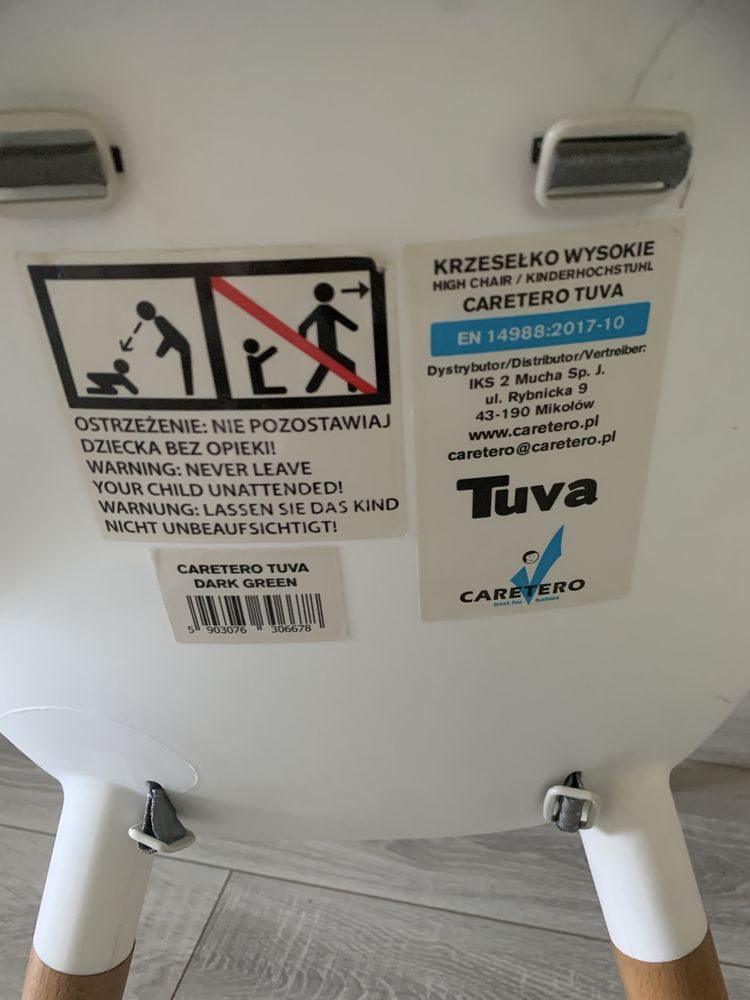 OSTRZEŻENIE: NIE POZOSTAWIAJ
DZIECKA BEZ OPIEKI!
WARNING: NEVER LEAVE
YOUR CHILD UNATTENDED!
WARNUNG: LASSEN SIE DAS KIND
NICHT UNBEAUFSICHTIGT!
CARETERO TUVA
DARK GREEN
5 903076 306678
KRZESEŁKO WYSOKIE
HIGH CHAIR / KINDERHOCHSTUHL
CARETERO TUVA
EN 14988:2017-10
Dystrybutor/Distributor/Vertreiber:
IKS 2 Mucha Sp. J.
ul. Rybnicka 9
43-190 Mikołów
www.caretero.pl
caretero@caretero.pl
Tuva
CARETERO
best for babies